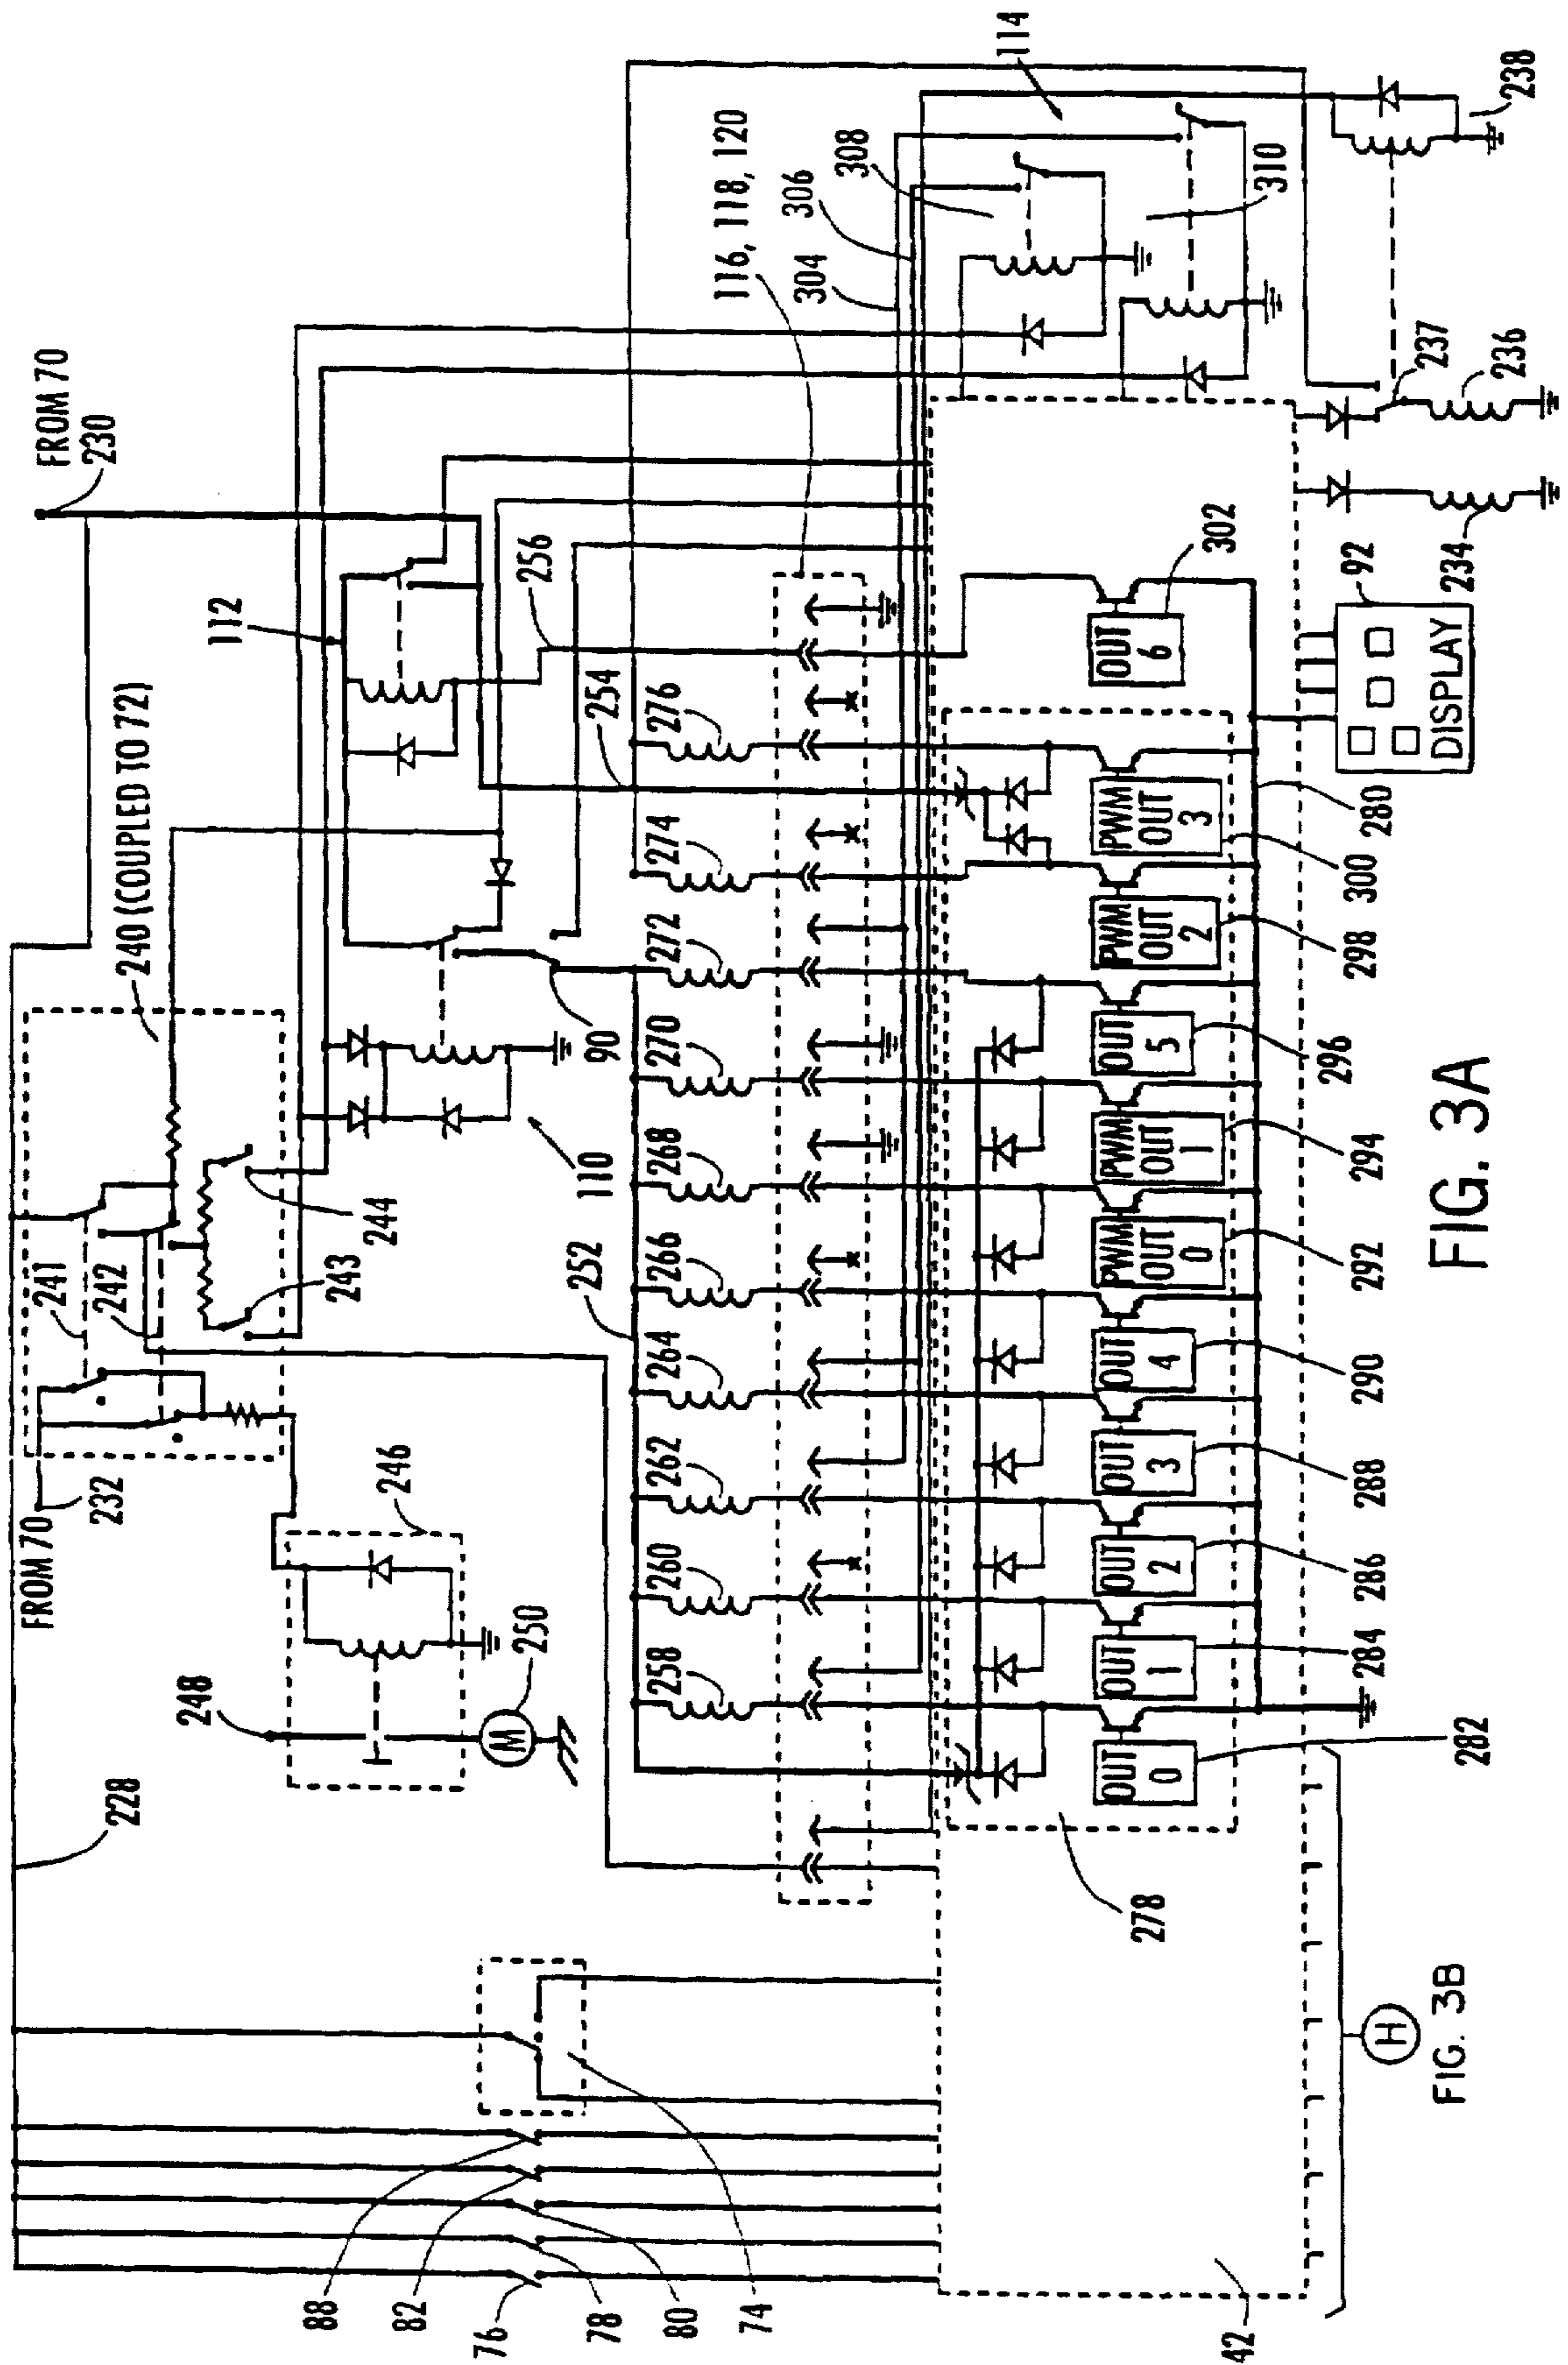 FROM 70
230
228
FROM 70
232
241
242
240 (COUPLED TO 72)
243
244
112
246
248
250
110
90
256
254
252
258
260
262
264
266
268
270
272
274
276
116, 118, 120
304
306
308
114
310
238
88
82
76
78
80
74
278
OUT
0
OUT
1
OUT
2
OUT
3
OUT
4
PWM
OUT
0
PWM
OUT
1
OUT
5
PWM
OUT
2
PWM
OUT
3
OUT
6
302
M
282
284
286
288
290
292
294
296
298
300
280
DISPLAY
92
234
237
236
42
H
FIG. 3B
FIG. 3A